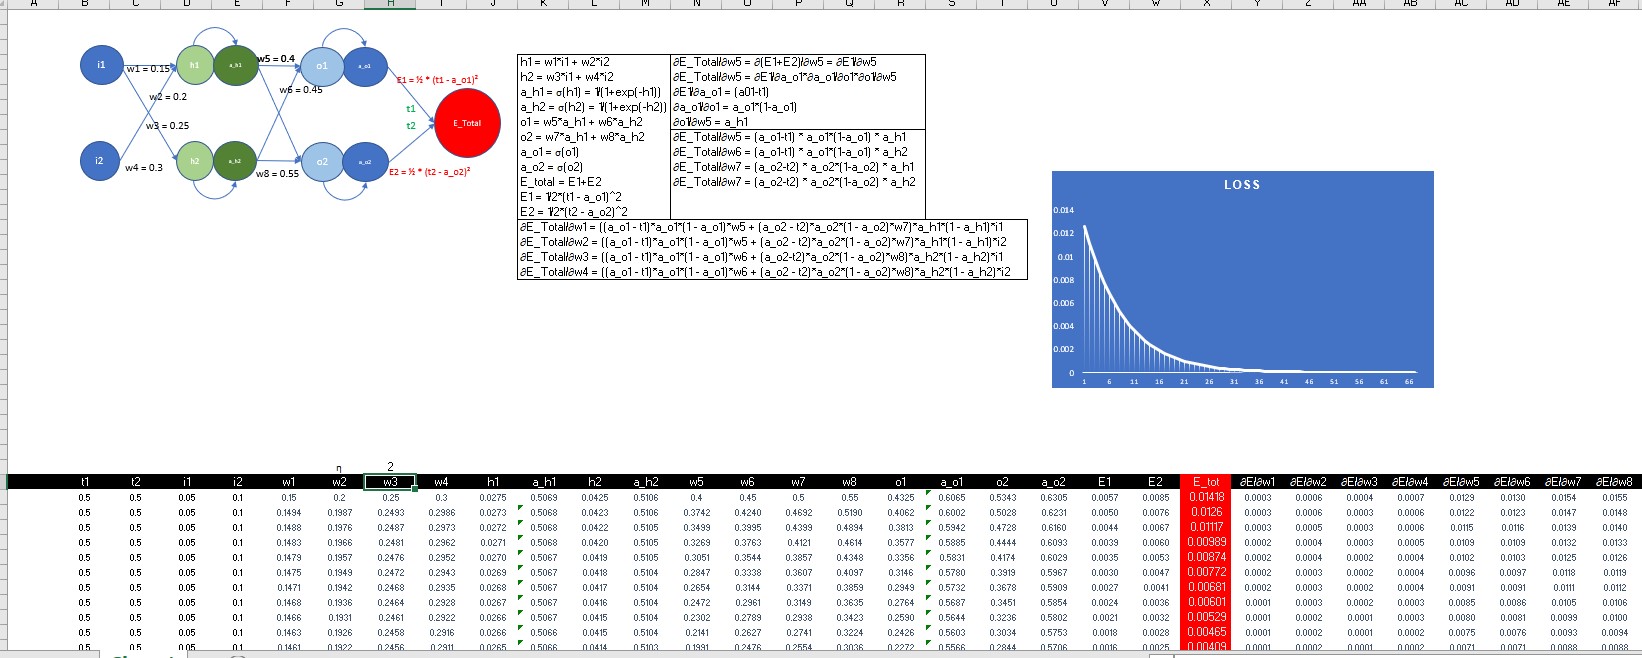 A B C D E F G H I J K L M N O P Q R S T U V W X Y Z AA AB AC AD AE AF
i1 h1 a_h1 o1 a_o1
w1 = 0.15 w5 = 0.4
w2 = 0.2 w6 = 0.45
w3 = 0.25
E1 = ½ * (t1 - a_o1)²
t1
t2
E_Total
i2 h2 a_h2 o2 a_o2
w4 = 0.3 w8 = 0.55
E2 = ½ * (t2 - a_o2)²
h1 = w1*i1 + w2*i2
h2 = w3*i1 + w4*i2
a_h1 = σ(h1) = 1/(1+exp(-h1))
a_h2 = σ(h2) = 1/(1+exp(-h2))
o1 = w5*a_h1 + w6*a_h2
o2 = w7*a_h1 + w8*a_h2
a_o1 = σ(o1)
a_o2 = σ(o2)
E_total = E1+E2
E1 = 1/2*(t1 - a_o1)^2
E2 = 1/2*(t2 - a_o2)^2
∂E_Total/∂w5 = ∂(E1+E2)/∂w5 = ∂E1/∂w5
∂E_Total/∂w5 = ∂E1/∂a_o1*∂a_o1/∂o1*∂o1/∂w5
∂E1/∂a_o1 = (a01-t1)
∂a_o1/∂o1 = a_o1*(1-a_o1)
∂o1/∂w5 = a_h1
∂E_Total/∂w5 = (a_o1-t1) * a_o1*(1-a_o1) * a_h1
∂E_Total/∂w6 = (a_o1-t1) * a_o1*(1-a_o1) * a_h2
∂E_Total/∂w7 = (a_o2-t2) * a_o2*(1-a_o2) * a_h1
∂E_Total/∂w7 = (a_o2-t2) * a_o2*(1-a_o2) * a_h2
∂E_Total/∂w1 = ((a_o1 - t1)*a_o1*(1 - a_o1)*w5 + (a_o2 - t2)*a_o2*(1 - a_o2)*w7)*a_h1*(1 - a_h1)*i1
∂E_Total/∂w2 = ((a_o1 - t1)*a_o1*(1 - a_o1)*w5 + (a_o2 - t2)*a_o2*(1 - a_o2)*w7)*a_h1*(1 - a_h1)*i2
∂E_Total/∂w3 = ((a_o1 - t1)*a_o1*(1 - a_o1)*w6 + (a_o2-t2)*a_o2*(1 - a_o2)*w8)*a_h2*(1 - a_h2)*i1
∂E_Total/∂w4 = ((a_o1 - t1)*a_o1*(1 - a_o1)*w6 + (a_o2 - t2)*a_o2*(1 - a_o2)*w8)*a_h2*(1 - a_h2)*i2
LOSS
0.014
0.012
0.01
0.008
0.006
0.004
0.002
0
1 6 11 16 21 26 31 36 41 46 51 56 61 66
η 2
t1 t2 i1 i2 w1 w2 w3 w4 h1 a_h1 h2 a_h2 w5 w6 w7 w8 o1 a_o1 o2 a_o2 E1 E2 E_tot ∂E/∂w1 ∂E/∂w2 ∂E/∂w3 ∂E/∂w4 ∂E/∂w5 ∂E/∂w6 ∂E/∂w7 ∂E/∂w8
0.5 0.5 0.05 0.1 0.15 0.2 0.25 0.3 0.0275 0.5069 0.0425 0.5106 0.4 0.45 0.5 0.55 0.4325 0.6065 0.5343 0.6305 0.0057 0.0085 0.01418 0.0003 0.0006 0.0004 0.0007 0.0129 0.0130 0.0154 0.0155
0.5 0.5 0.05 0.1 0.1494 0.1987 0.2493 0.2986 0.0273 0.5068 0.0423 0.5106 0.3742 0.4240 0.4692 0.5190 0.4062 0.6002 0.5028 0.6231 0.0050 0.0076 0.0126 0.0003 0.0006 0.0003 0.0006 0.0122 0.0123 0.0147 0.0148
0.5 0.5 0.05 0.1 0.1488 0.1976 0.2487 0.2973 0.0272 0.5068 0.0422 0.5105 0.3499 0.3995 0.4399 0.4894 0.3813 0.5942 0.4728 0.6160 0.0044 0.0067 0.01117 0.0003 0.0005 0.0003 0.0006 0.0115 0.0116 0.0139 0.0140
0.5 0.5 0.05 0.1 0.1483 0.1966 0.2481 0.2962 0.0271 0.5068 0.0420 0.5105 0.3269 0.3763 0.4121 0.4614 0.3577 0.5885 0.4444 0.6093 0.0039 0.0060 0.00989 0.0002 0.0004 0.0002 0.0005 0.0109 0.0109 0.0132 0.0133
0.5 0.5 0.05 0.1 0.1479 0.1957 0.2476 0.2952 0.0270 0.5067 0.0419 0.5105 0.3051 0.3544 0.3857 0.4348 0.3356 0.5831 0.4174 0.6029 0.0035 0.0053 0.00874 0.0002 0.0004 0.0002 0.0004 0.0102 0.0103 0.0125 0.0126
0.5 0.5 0.05 0.1 0.1475 0.1949 0.2472 0.2943 0.0269 0.5067 0.0418 0.5104 0.2847 0.3338 0.3607 0.4097 0.3146 0.5780 0.3919 0.5967 0.0030 0.0047 0.00772 0.0002 0.0003 0.0002 0.0004 0.0096 0.0097 0.0118 0.0119
0.5 0.5 0.05 0.1 0.1471 0.1942 0.2468 0.2935 0.0268 0.5067 0.0417 0.5104 0.2654 0.3144 0.3371 0.3859 0.2949 0.5732 0.3678 0.5909 0.0027 0.0041 0.00681 0.0002 0.0003 0.0002 0.0003 0.0091 0.0091 0.0111 0.0112
0.5 0.5 0.05 0.1 0.1468 0.1936 0.2464 0.2928 0.0267 0.5067 0.0416 0.5104 0.2472 0.2961 0.3149 0.3635 0.2764 0.5687 0.3451 0.5854 0.0024 0.0036 0.00601 0.0001 0.0003 0.0002 0.0003 0.0085 0.0086 0.0105 0.0106
0.5 0.5 0.05 0.1 0.1466 0.1931 0.2461 0.2922 0.0266 0.5067 0.0415 0.5104 0.2302 0.2789 0.2938 0.3423 0.2590 0.5644 0.3236 0.5802 0.0021 0.0032 0.00529 0.0001 0.0002 0.0001 0.0003 0.0080 0.0081 0.0099 0.0100
0.5 0.5 0.05 0.1 0.1463 0.1926 0.2458 0.2916 0.0266 0.5066 0.0415 0.5104 0.2141 0.2627 0.2741 0.3224 0.2426 0.5603 0.3034 0.5753 0.0018 0.0028 0.00465 0.0001 0.0002 0.0001 0.0002 0.0075 0.0076 0.0093 0.0094
0.5 0.5 0.05 0.1 0.1461 0.1922 0.2456 0.2911 0.0265 0.5066 0.0414 0.5103 0.1991 0.2476 0.2554 0.3036 0.2272 0.5566 0.2844 0.5706 0.0016 0.0025 0.00409 0.0001 0.0002 0.0001 0.0002 0.0071 0.0071 0.0088 0.0088